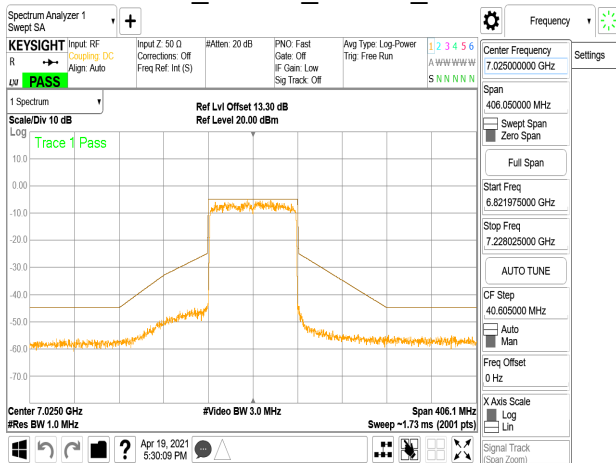 Spectrum Analyzer 1
Swept SA
Frequency
KEYSIGHT
Input: RF
Input Z: 50 Ω
#Atten: 20 dB
PNO: Fast
Avg Type: Log-Power
1 2 3 4 5 6
R
Coupling: DC
Corrections: Off
Gate: Off
Trig: Free Run
Align: Auto
Freq Ref: Int (S)
IF Gain: Low
A W W W W W
Sig Track: Off
S N N N N N
LXI
PASS
1 Spectrum
Ref Lvl Offset 13.30 dB
Scale/Div 10 dB
Ref Level 20.00 dBm
Log
Trace 1 Pass
10.0
0.00
-10.0
-20.0
-30.0
-40.0
-50.0
-60.0
-70.0
Center 7.0250 GHz
#Video BW 3.0 MHz
Span 406.1 MHz
#Res BW 1.0 MHz
Sweep ~1.73 ms (2001 pts)
?
Apr 19, 2021
5:30:09 PM
Center Frequency
7.025000000 GHz
Settings
Span
406.050000 MHz
Swept Span
Zero Span
Full Span
Start Freq
6.821975000 GHz
Stop Freq
7.228025000 GHz
AUTO TUNE
CF Step
40.605000 MHz
Auto
Man
Freq Offset
0 Hz
X Axis Scale
Log
Lin
Signal Track
(Span Zoom)